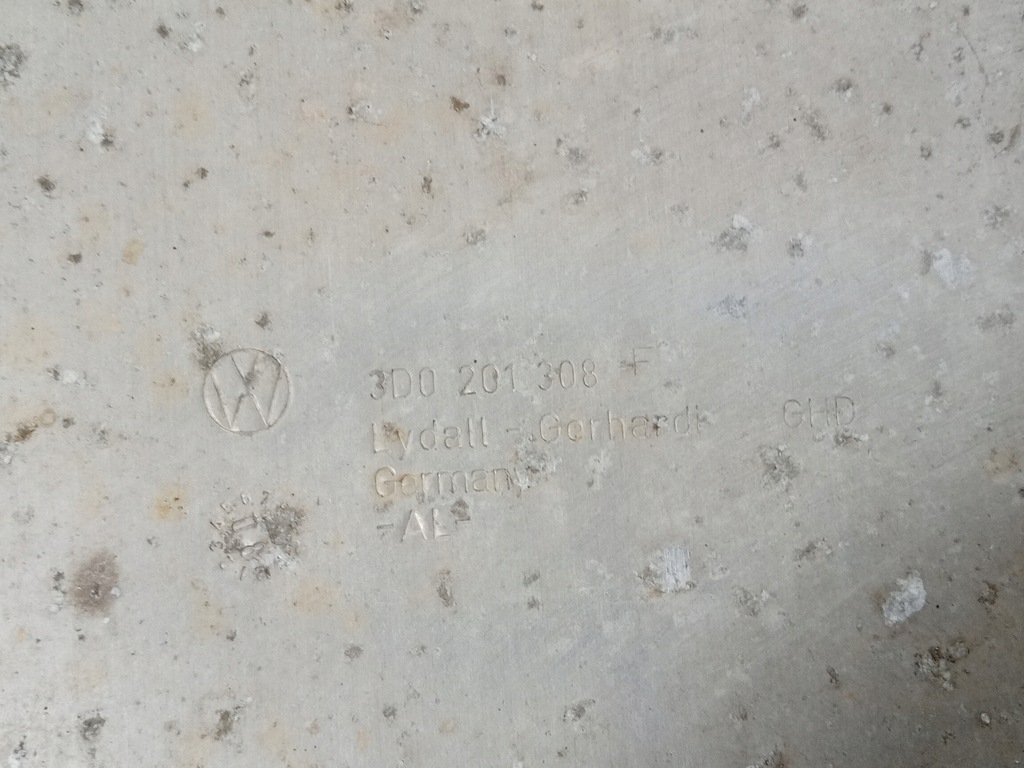 3D0 201 308 F
Lydall - Gerhardi GHD
Germany
-AL-